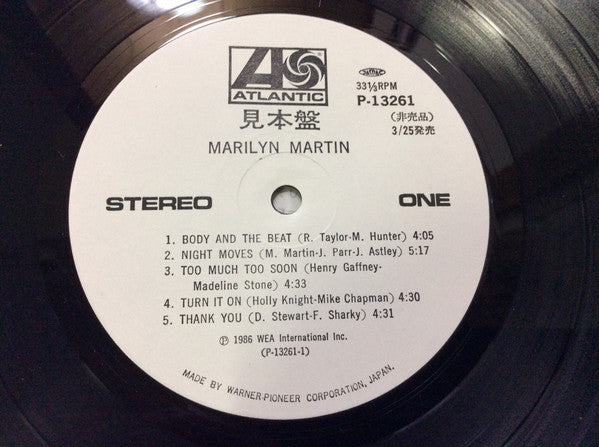 ATLANTIC
33⅓RPM
P-13261
(非売品)
3/25発売
見本盤
MARILYN MARTIN
STEREO ONE
1. BODY AND THE BEAT (R. Taylor-M. Hunter) 4:05
2. NIGHT MOVES (M. Martin-J. Parr-J. Astley) 5:17
3. TOO MUCH TOO SOON (Henry Gaffney-
Madeline Stone) 4:33
4. TURN IT ON (Holly Knight-Mike Chapman) 4:30
5. THANK YOU (D. Stewart-F. Sharky) 4:31
Ⓟ 1986 WEA International Inc.
(P-13261-1)
MADE BY WARNER-PIONEER CORPORATION, JAPAN.